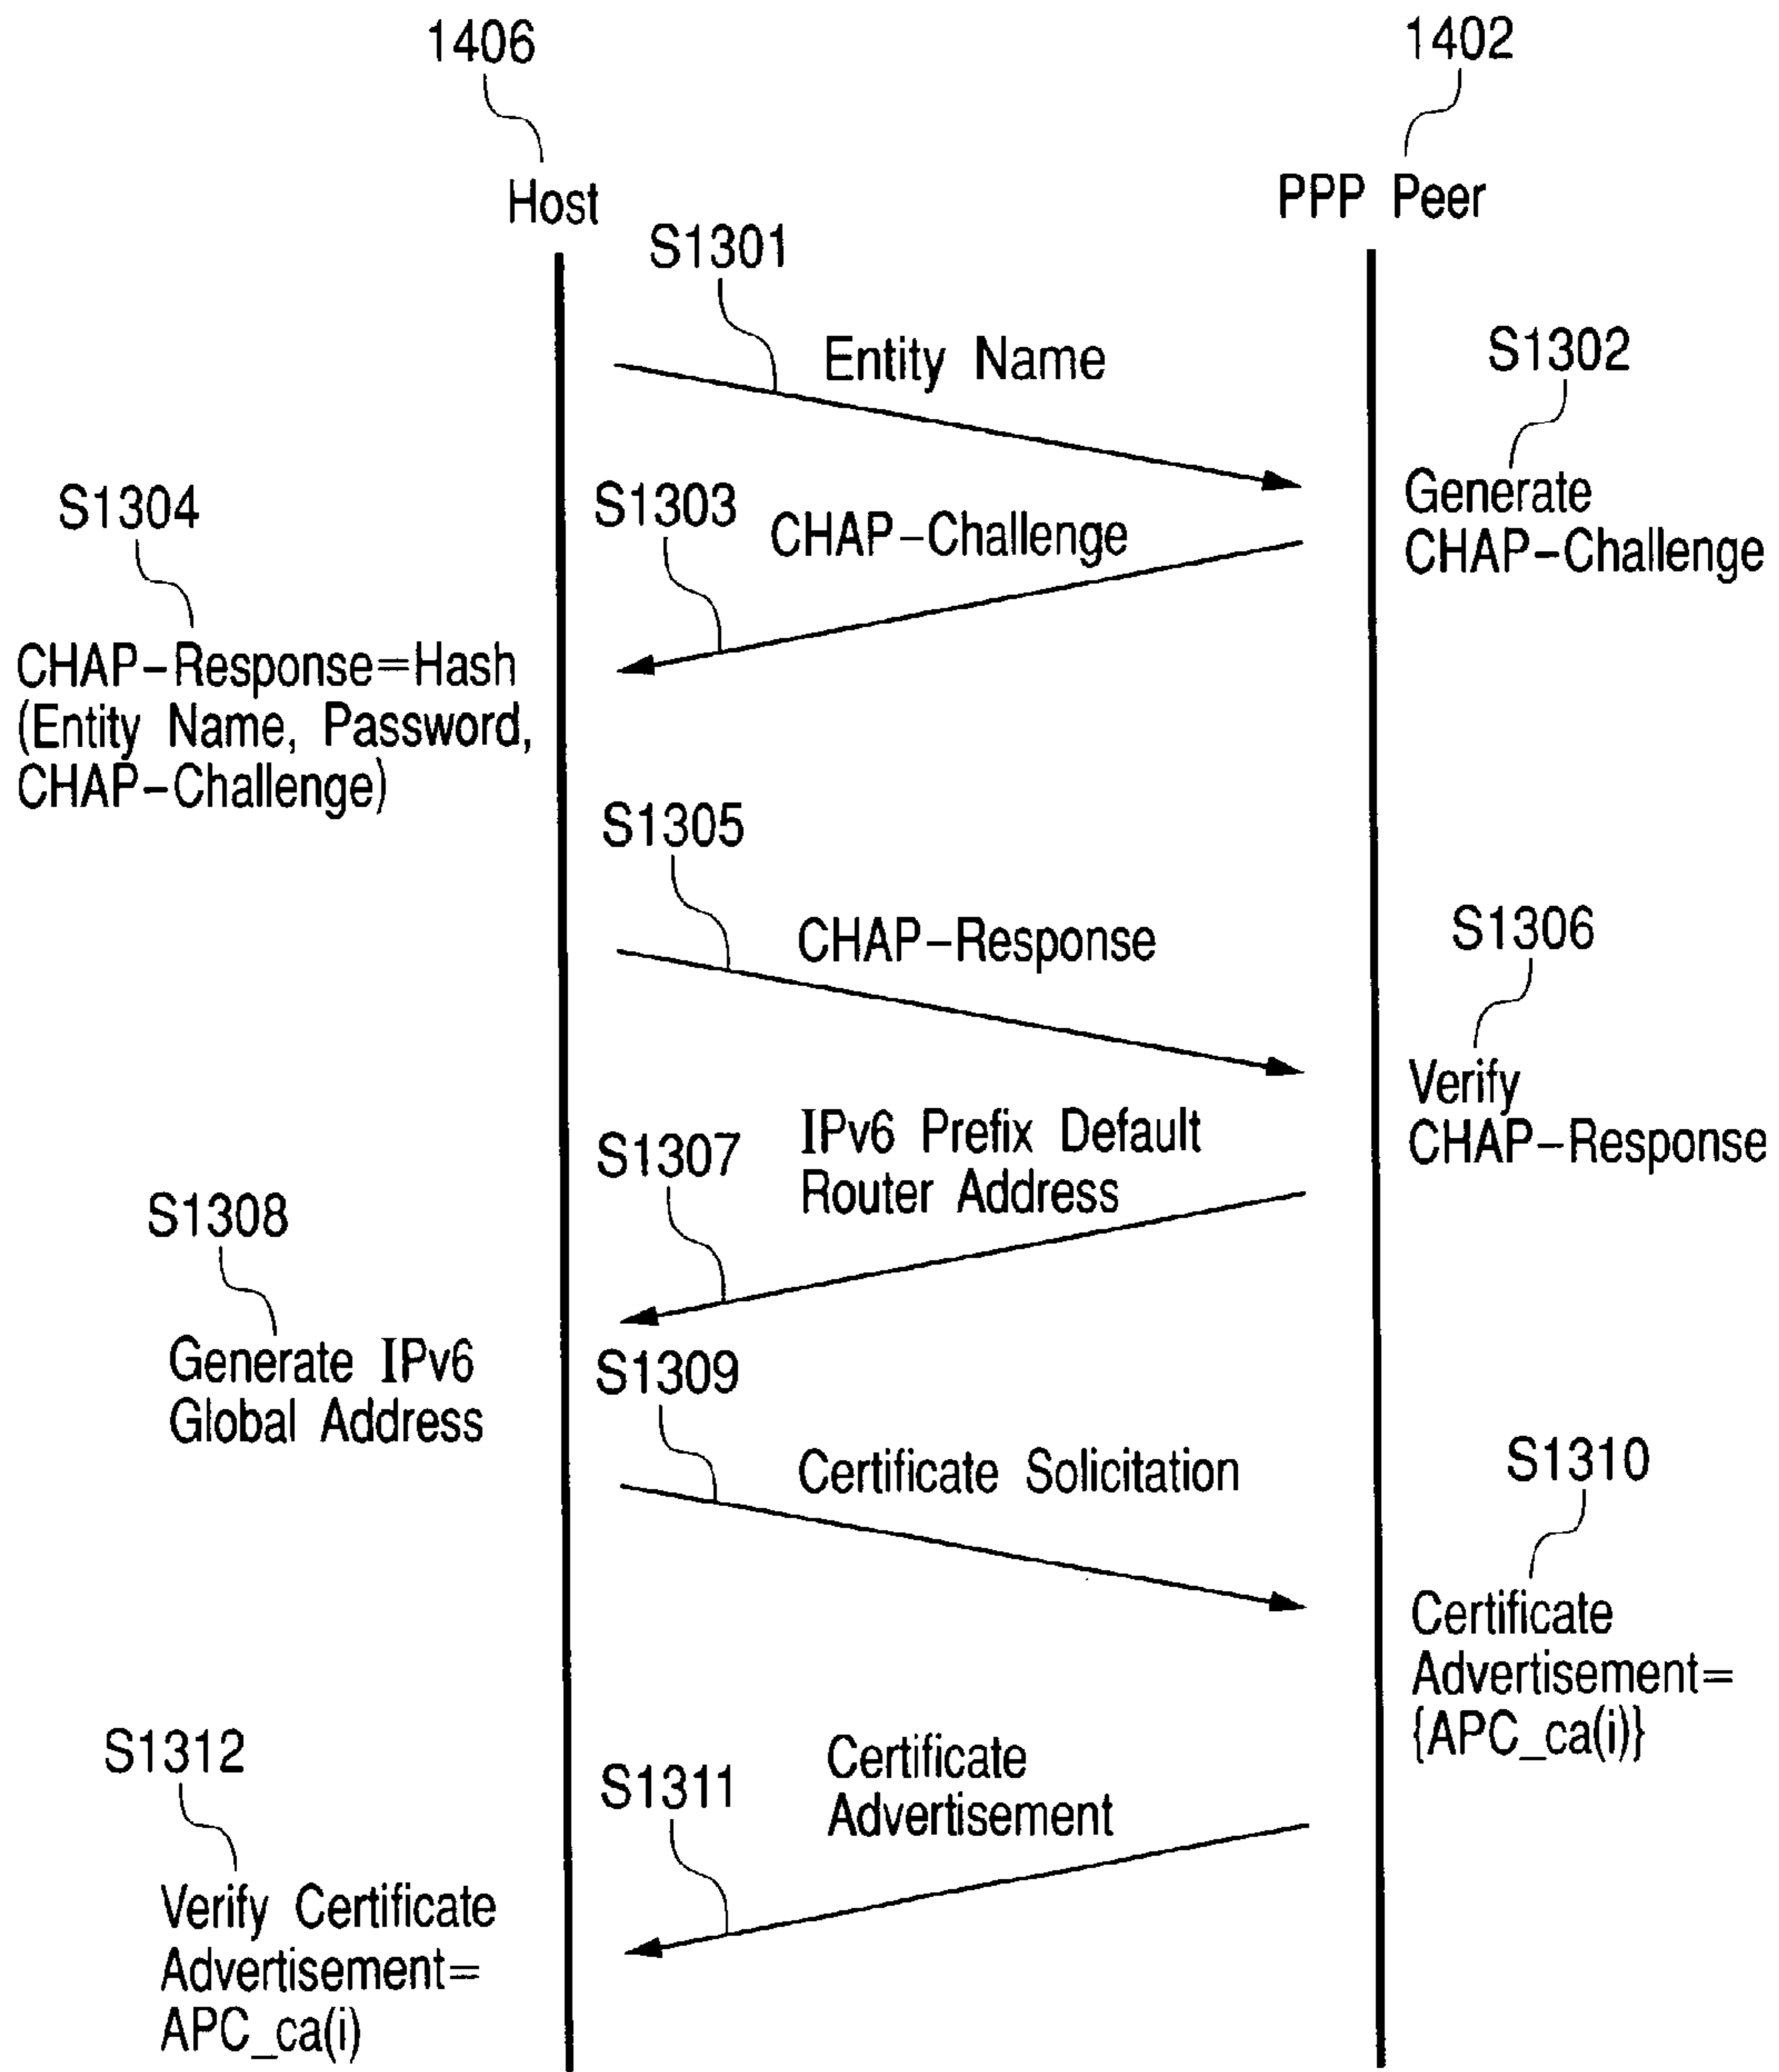 1406
1402
Host
PPP Peer
S1301
Entity Name
S1302
Generate
CHAP-Challenge
S1303
CHAP-Challenge
S1304
CHAP-Response=Hash
(Entity Name, Password,
CHAP-Challenge)
S1305
CHAP-Response
S1306
Verify
CHAP-Response
S1307
IPv6 Prefix Default
Router Address
S1308
Generate IPv6
Global Address
S1309
Certificate Solicitation
S1310
Certificate
Advertisement=
{APC_ca(i)}
S1311
Certificate
Advertisement
S1312
Verify Certificate
Advertisement=
APC_ca(i)